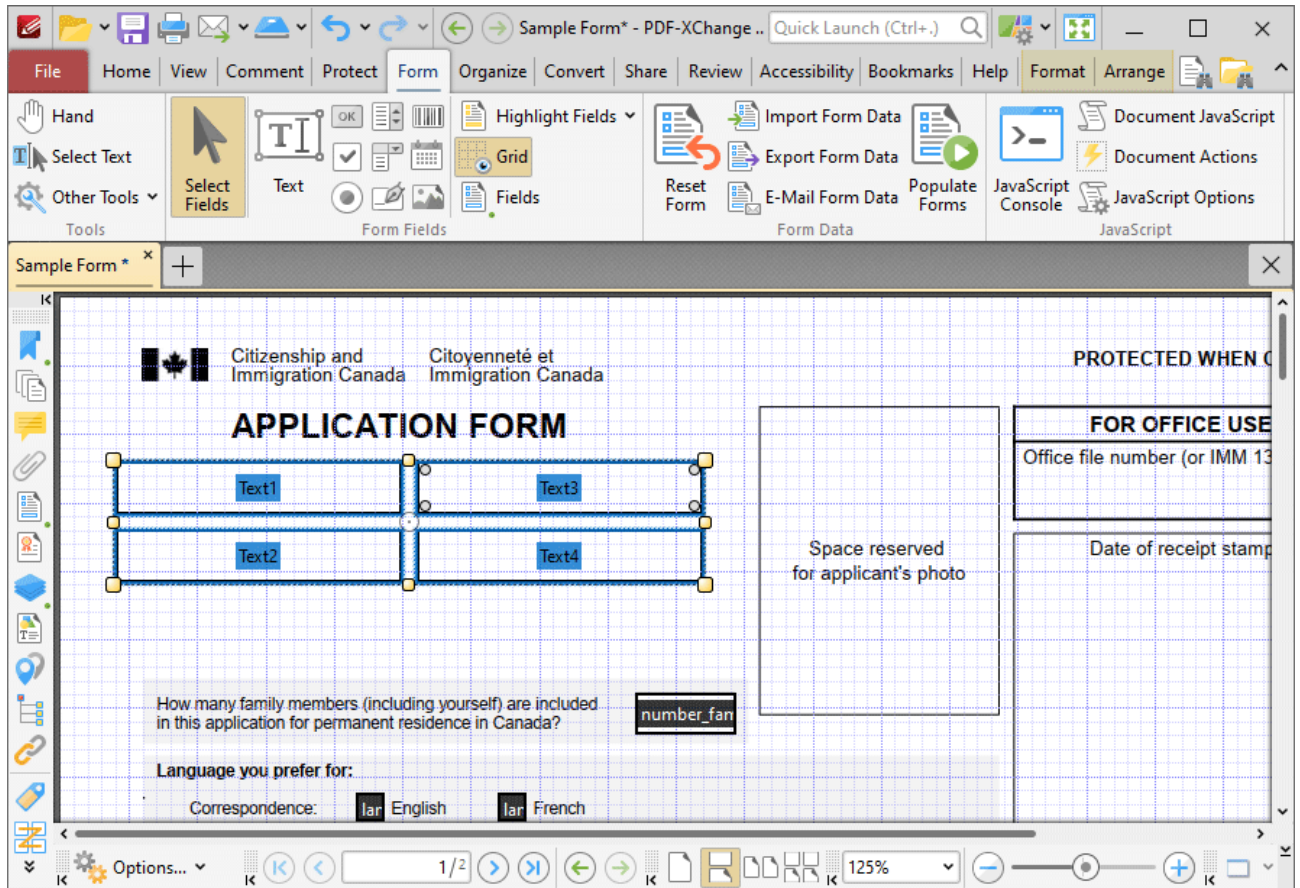 Sample Form* - PDF-XChange .. Quick Launch (Ctrl+.)
File Home View Comment Protect Form Organize Convert Share Review Accessibility Bookmarks Help Format Arrange
Hand
Select Text
Other Tools
Tools
Select Fields
Text
OK
Highlight Fields
Grid
Fields
Form Fields
Reset Form
Import Form Data
Export Form Data
E-Mail Form Data
Populate Forms
Form Data
JavaScript Console
Document JavaScript
Document Actions
JavaScript Options
JavaScript
Sample Form *
Citizenship and
Immigration Canada
Citoyenneté et
Immigration Canada
PROTECTED WHEN C
APPLICATION FORM
Text1 Text3
Text2 Text4
Space reserved
for applicant's photo
FOR OFFICE USE
Office file number (or IMM 13
Date of receipt stamp
How many family members (including yourself) are included
in this application for permanent residence in Canada?
number_fam
Language you prefer for:
Correspondence: lar English lar French
Options... 1/2 125%